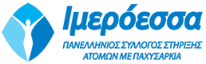 Ιμερόεσσα
ΠΑΝΕΛΛΗΝΙΟΣ ΣΥΛΛΟΓΟΣ ΣΤΗΡΙΞΗΣ
ΑΤΟΜΩΝ ΜΕ ΠΑΧΥΣΑΡΚΙΑ